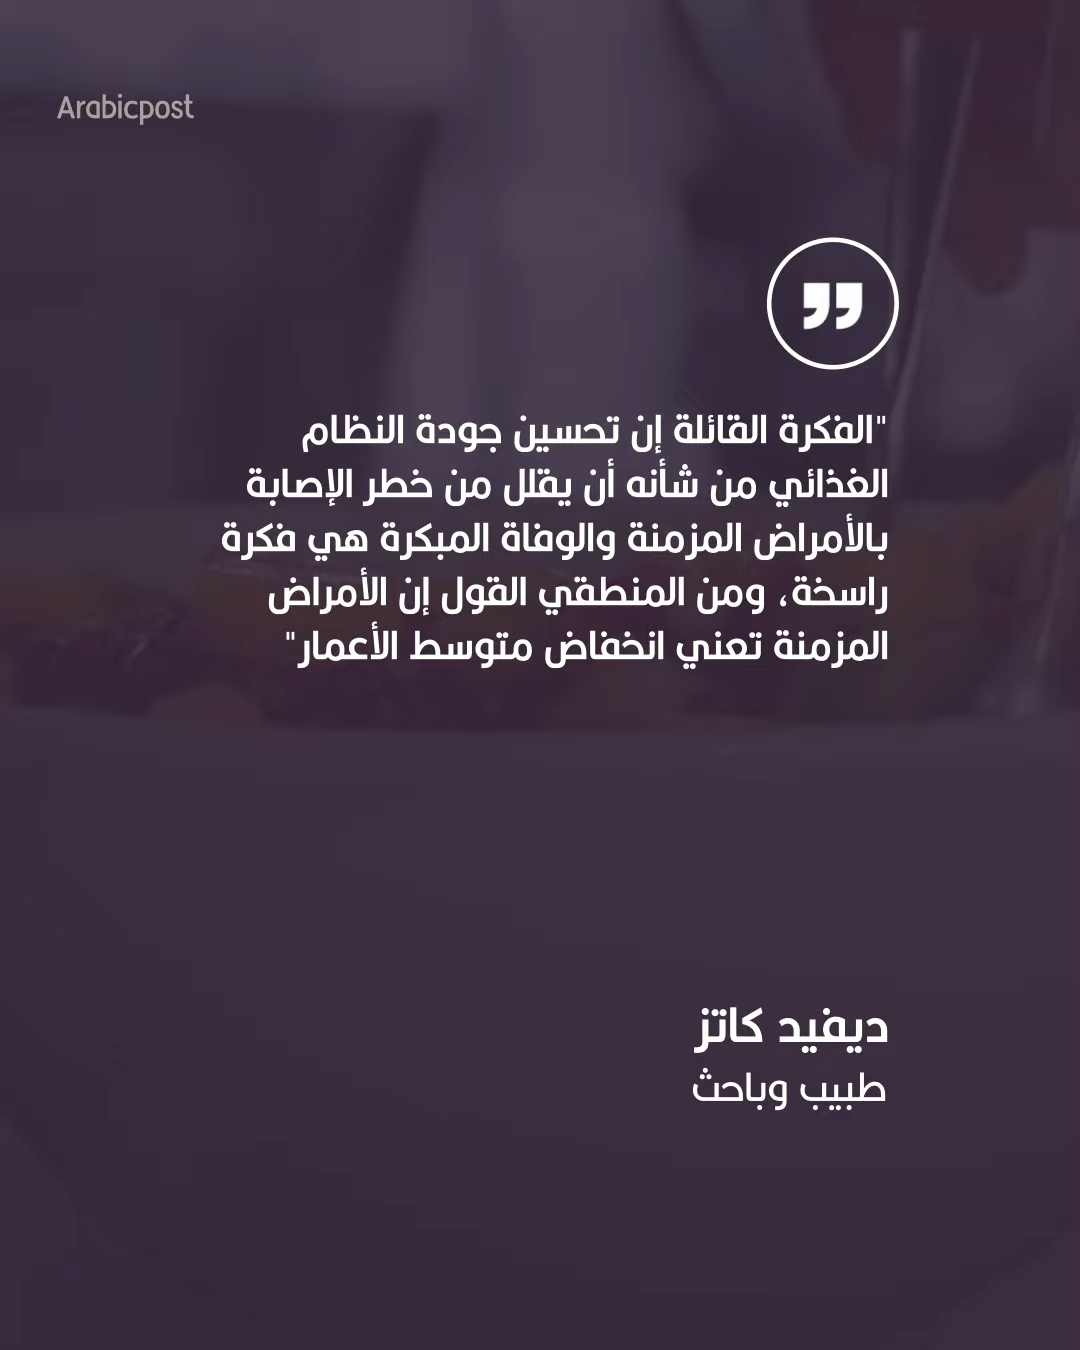 Arabicpost
"الفكرة القائلة إن تحسين جودة النظام
الغذائي من شأنه أن يقلل من خطر الإصابة
بالأمراض المزمنة والوفاة المبكرة هي فكرة
راسخة، ومن المنطقي القول إن الأمراض
المزمنة تعني انخفاض متوسط الأعمار"
ديفيد كاتز
طبيب وباحث